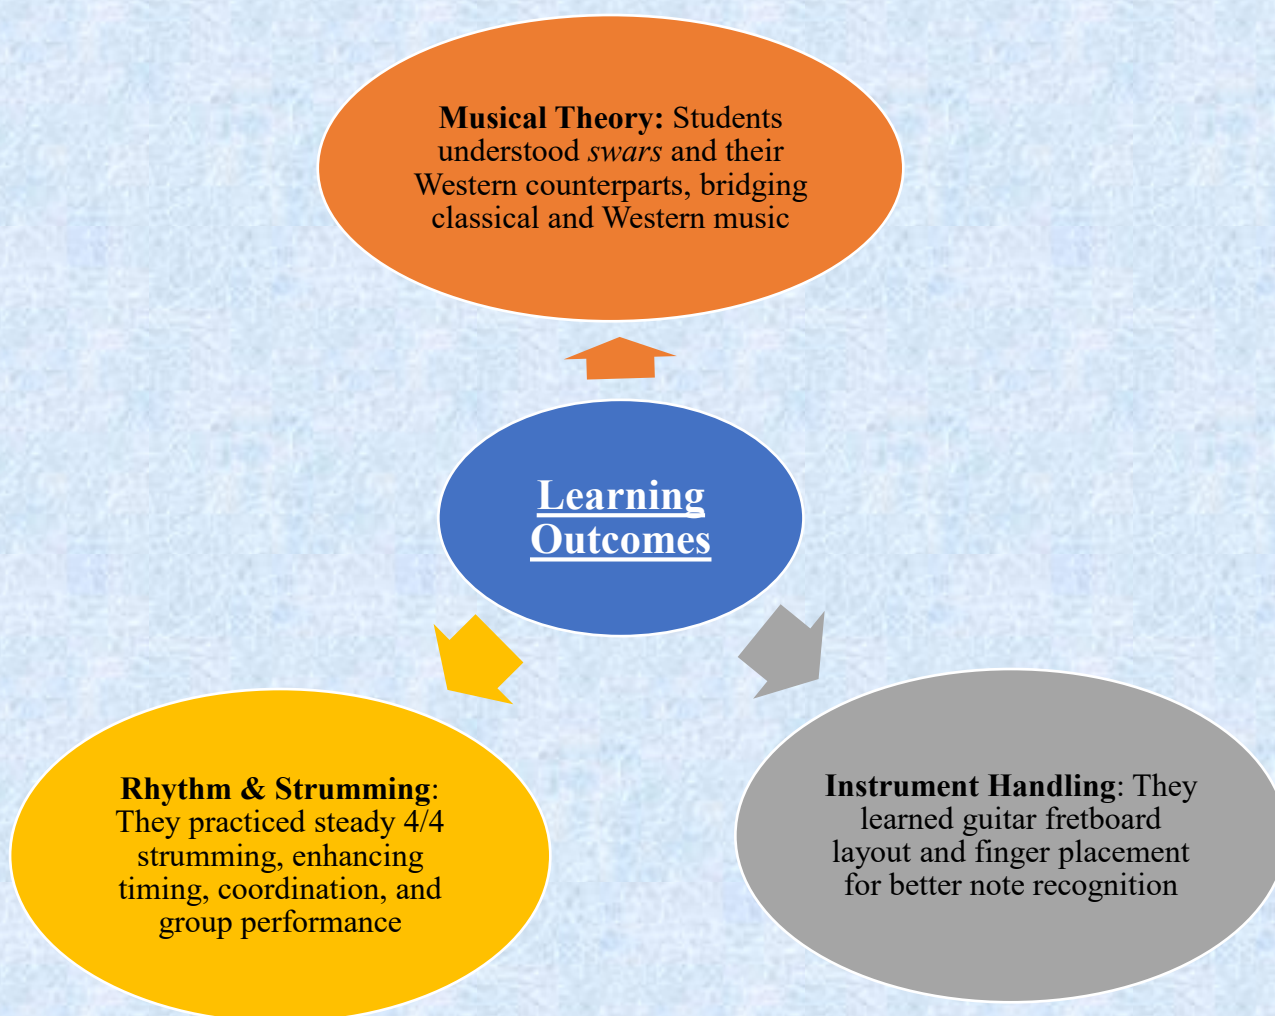 Musical Theory: Students
understood swars and their
Western counterparts, bridging
classical and Western music
Learning
Outcomes
Rhythm & Strumming:
They practiced steady 4/4
strumming, enhancing
timing, coordination, and
group performance
Instrument Handling: They
learned guitar fretboard
layout and finger placement
for better note recognition